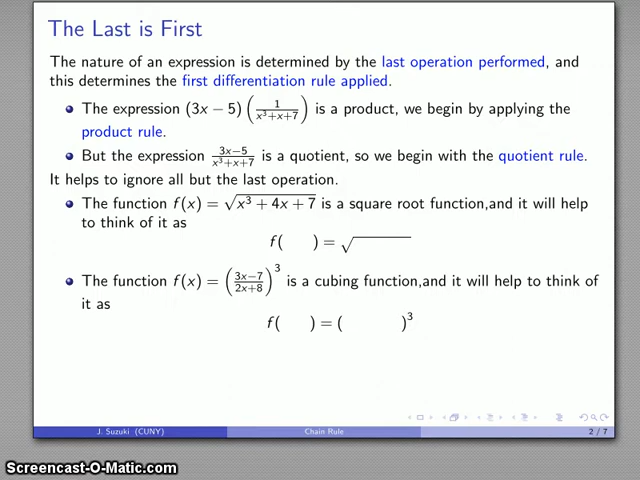 The Last is First
The nature of an expression is determined by the last operation performed, and
this determines the first differentiation rule applied.
The expression (3x − 5) (1/(x³+x+7)) is a product, we begin by applying the
product rule.
But the expression (3x−5)/(x³+x+7) is a quotient, so we begin with the quotient rule.
It helps to ignore all but the last operation.
The function f(x) = √(x³ + 4x + 7) is a square root function,and it will help
to think of it as
f( ) = √
The function f(x) = ((3x−7)/(2x+8))³ is a cubing function,and it will help to think of
it as
f( ) = ( )³
J. Suzuki (CUNY) Chain Rule 2 / 7
Screencast-O-Matic.com